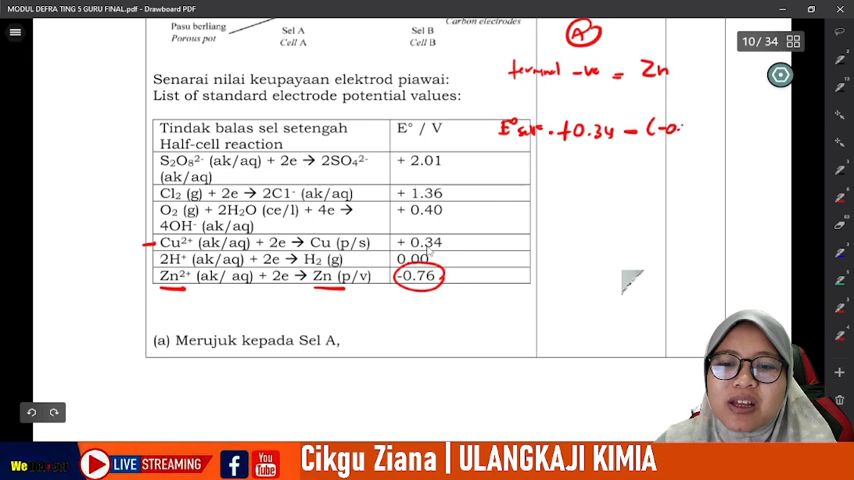 MODUL DEFRA TING 5 GURU FINAL.pdf - Drawboard PDF
10 / 34
Pasu berliang
Porous pot
Sel A
Cell A
Sel B
Cell B
Carbon electrodes
A
terminal -ve = Zn
Senarai nilai keupayaan elektrod piawai:
List of standard electrode potential values:
E° sel = +0.34 - (-0.
Tindak balas sel setengah
Half-cell reaction
E° / V
S₂O₈²⁻ (ak/aq) + 2e → 2SO₄²⁻
(ak/aq)
+ 2.01
Cl₂ (g) + 2e → 2C1⁻ (ak/aq)
+ 1.36
O₂ (g) + 2H₂O (ce/l) + 4e →
4OH⁻ (ak/aq)
+ 0.40
Cu²⁺ (ak/aq) + 2e → Cu (p/s)
+ 0.34
2H⁺ (ak/aq) + 2e → H₂ (g)
0.00
Zn²⁺ (ak/ aq) + 2e → Zn (p/v)
-0.76
(a) Merujuk kepada Sel A,
LIVE STREAMING
You
Tube
Cikgu Ziana | ULANGKAJI KIMIA